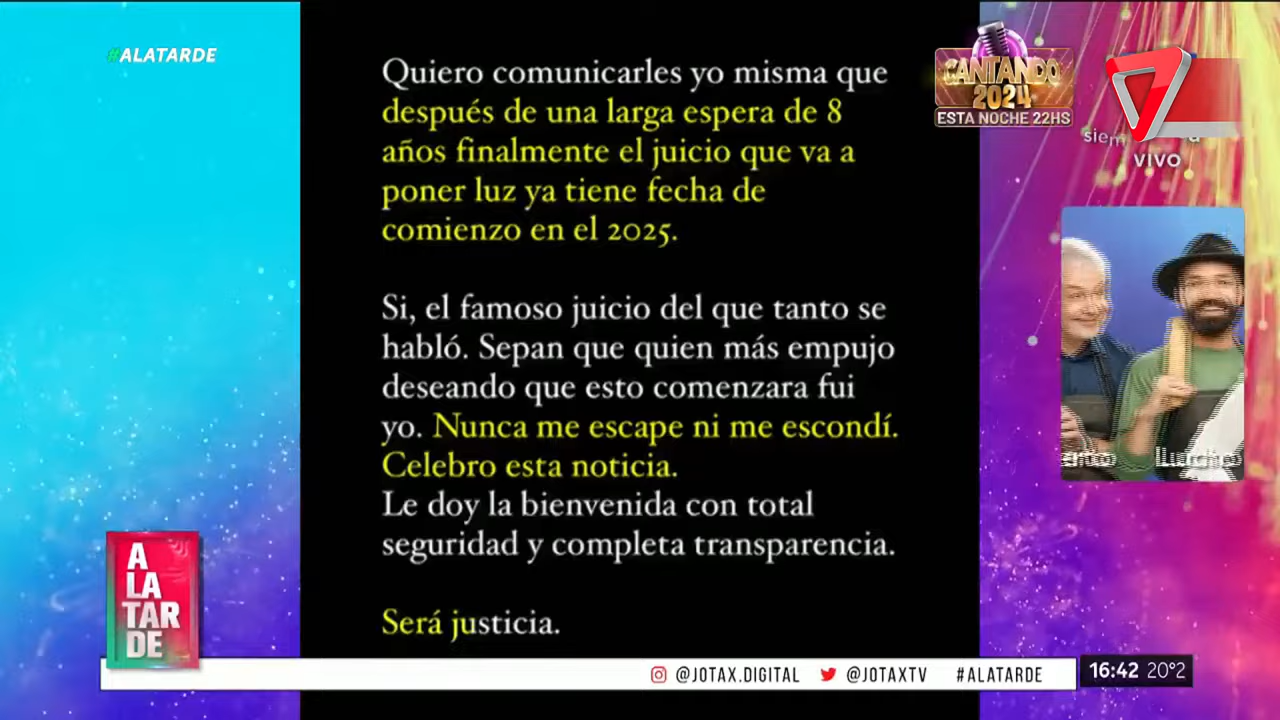 #ALATARDE
CANTANDO
2024
ESTA NOCHE 22HS
VIVO
Quiero comunicarles yo misma que
después de una larga espera de 8
años finalmente el juicio que va a
poner luz ya tiene fecha de
comienzo en el 2025.
Si, el famoso juicio del que tanto se
habló. Sepan que quien más empujo
deseando que esto comenzara fui
yo. Nunca me escape ni me escondí.
Celebro esta noticia.
Le doy la bienvenida con total
seguridad y completa transparencia.
Será justicia.
A
LA
TAR
DE
@JOTAX.DIGITAL @JOTAXTV #ALATARDE
16:42 20°2